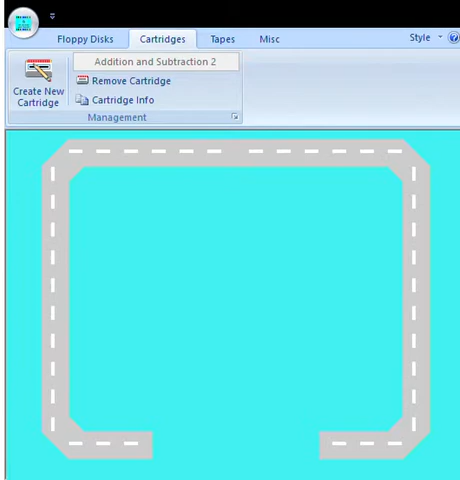 Floppy Disks Cartridges Tapes Misc Style
Addition and Subtraction 2
Create New Cartridge
Remove Cartridge
Cartridge Info
Management